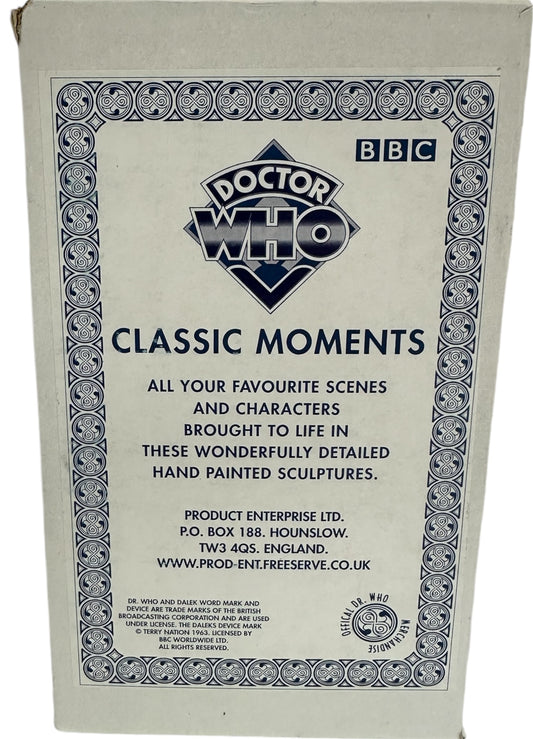 BBC
DOCTOR
WHO
CLASSIC MOMENTS
ALL YOUR FAVOURITE SCENES
AND CHARACTERS
BROUGHT TO LIFE IN
THESE WONDERFULLY DETAILED
HAND PAINTED SCULPTURES.
PRODUCT ENTERPRISE LTD.
P.O. BOX 188. HOUNSLOW.
TW3 4QS. ENGLAND.
WWW.PROD-ENT.FREESERVE.CO.UK
DR. WHO AND DALEK WORD MARK AND
DEVICE ARE TRADE MARKS OF THE BRITISH
BROADCASTING CORPORATION AND ARE USED
UNDER LICENSE. THE DALEKS DEVICE MARK
© TERRY NATION 1963. LICENSED BY
BBC WORLDWIDE LTD.
ALL RIGHTS RESERVED.
OFFICAL DR. WHO MERCHANDISE